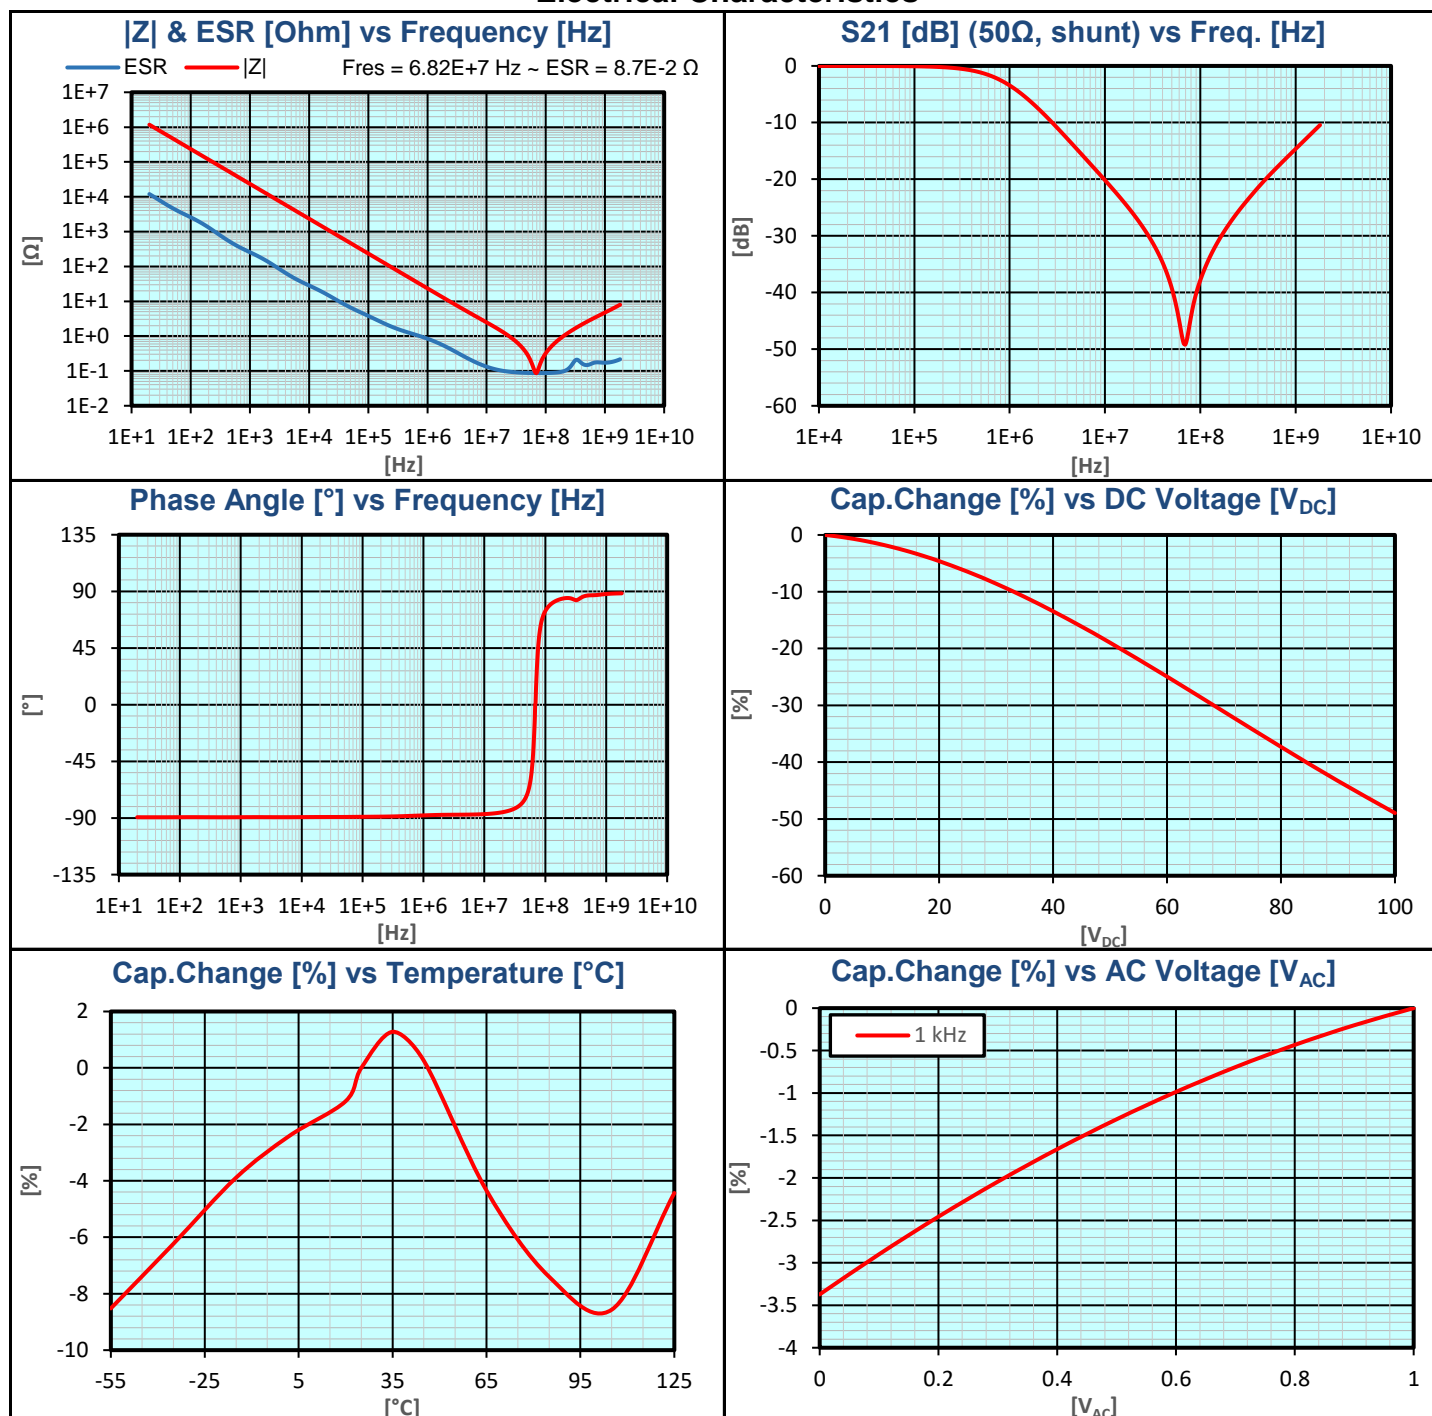 Electrical Characteristics
|Z| & ESR [Ohm] vs Frequency [Hz]
ESR |Z| Fres = 6.82E+7 Hz ~ ESR = 8.7E-2 Ω
1E+7
1E+6
1E+5
1E+4
1E+3
1E+2
1E+1
1E+0
1E-1
1E-2
[Ω]
1E+1 1E+2 1E+3 1E+4 1E+5 1E+6 1E+7 1E+8 1E+9 1E+10
[Hz]
S21 [dB] (50Ω, shunt) vs Freq. [Hz]
0
-10
-20
-30
-40
-50
-60
[dB]
1E+4 1E+5 1E+6 1E+7 1E+8 1E+9 1E+10
[Hz]
Phase Angle [°] vs Frequency [Hz]
135
90
45
0
-45
-90
-135
[°]
1E+1 1E+2 1E+3 1E+4 1E+5 1E+6 1E+7 1E+8 1E+9 1E+10
[Hz]
Cap.Change [%] vs DC Voltage [VDC]
0
-10
-20
-30
-40
-50
-60
[%]
0 20 40 60 80 100
[VDC]
Cap.Change [%] vs Temperature [°C]
2
0
-2
-4
-6
-8
-10
[%]
-55 -25 5 35 65 95 125
[°C]
Cap.Change [%] vs AC Voltage [VAC]
1 kHz
0
-0.5
-1
-1.5
-2
-2.5
-3
-3.5
-4
[%]
0 0.2 0.4 0.6 0.8 1
[VAC]